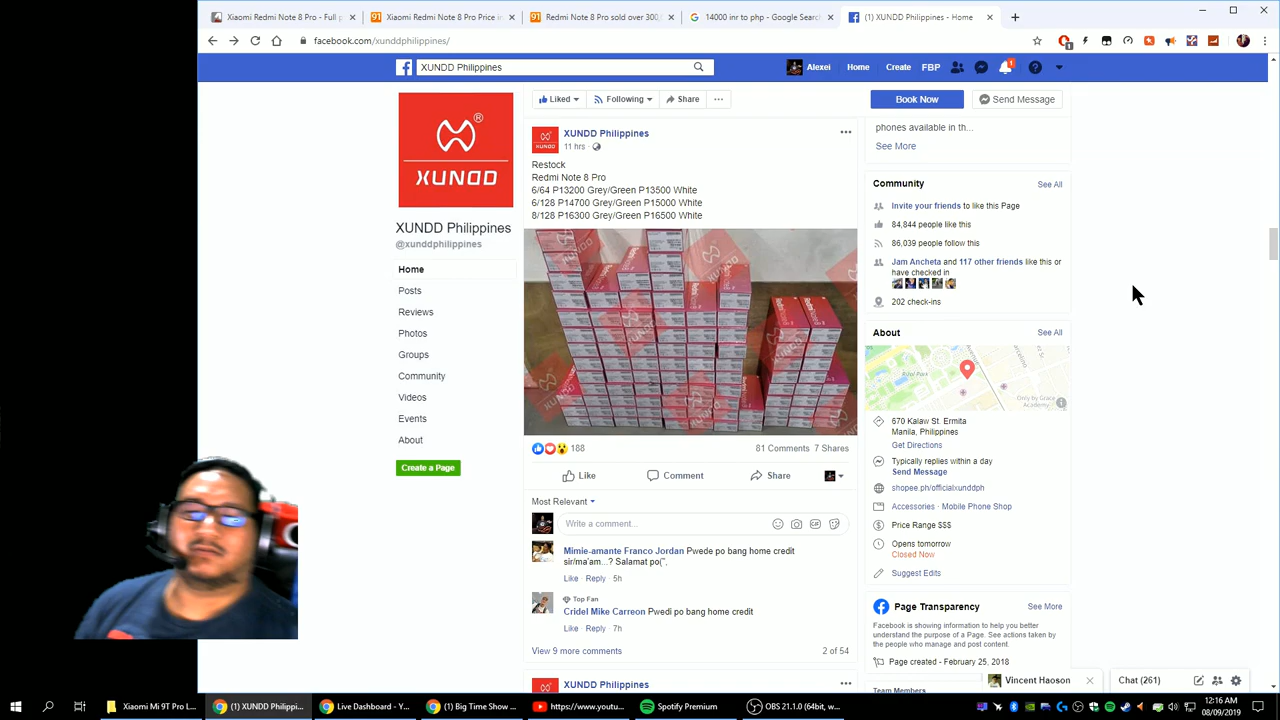 Xiaomi Redmi Note 8 Pro - Full p
Xiaomi Redmi Note 8 Pro Price in
Redmi Note 8 Pro sold over 300/
14000 inr to php - Google Searc
(1) XUNDD Philippines - Home
facebook.com/xunddphilippines/
1
XUNDD Philippines
Alexei
Home
Create
FBP
1
Liked
Following
Share
Book Now
Send Message
XUNDD
XUNDD Philippines
@xunddphilippines
Home
Posts
Reviews
Photos
Groups
Community
Videos
Events
About
Create a Page
XUNDD Philippines
11 hrs ·
Restock
Redmi Note 8 Pro
6/64 P13200 Grey/Green P13500 White
6/128 P14700 Grey/Green P15000 White
8/128 P16300 Grey/Green P16500 White
188
81 Comments 7 Shares
Like
Comment
Share
Most Relevant
Write a comment...
Mimie-amante Franco Jordan Pwede po bang home credit
sir/ma'am...? Salamat po(",
Like · Reply · 5h
Top Fan
Cridel Mike Carreon Pwedi po bang home credit
Like · Reply · 7h
View 9 more comments
2 of 54
XUNDD Philippines
phones available in th...
See More
Community
See All
Invite your friends to like this Page
84,844 people like this
86,039 people follow this
Jam Ancheta and 117 other friends like this or
have checked in
202 check-ins
About
See All
Rizal Park
Only by Grace
Academy
670 Kalaw St. Ermita
Manila, Philippines
Get Directions
Typically replies within a day
Send Message
shopee.ph/officialxunddph
Accessories · Mobile Phone Shop
Price Range $$$
Opens tomorrow
Closed Now
Suggest Edits
Page Transparency
See More
Facebook is showing information to help you better
understand the purpose of a Page. See actions taken by
the people who manage and post content.
Page created - February 25, 2018
Team Members
Vincent Haoson
Chat (261)
Xiaomi Mi 9T Pro L...
(1) XUNDD Philippi...
Live Dashboard - Y...
(1) Big Time Show ...
https://www.youtu...
Spotify Premium
OBS 21.1.0 (64bit, w...
12:16 AM
08/09/2019